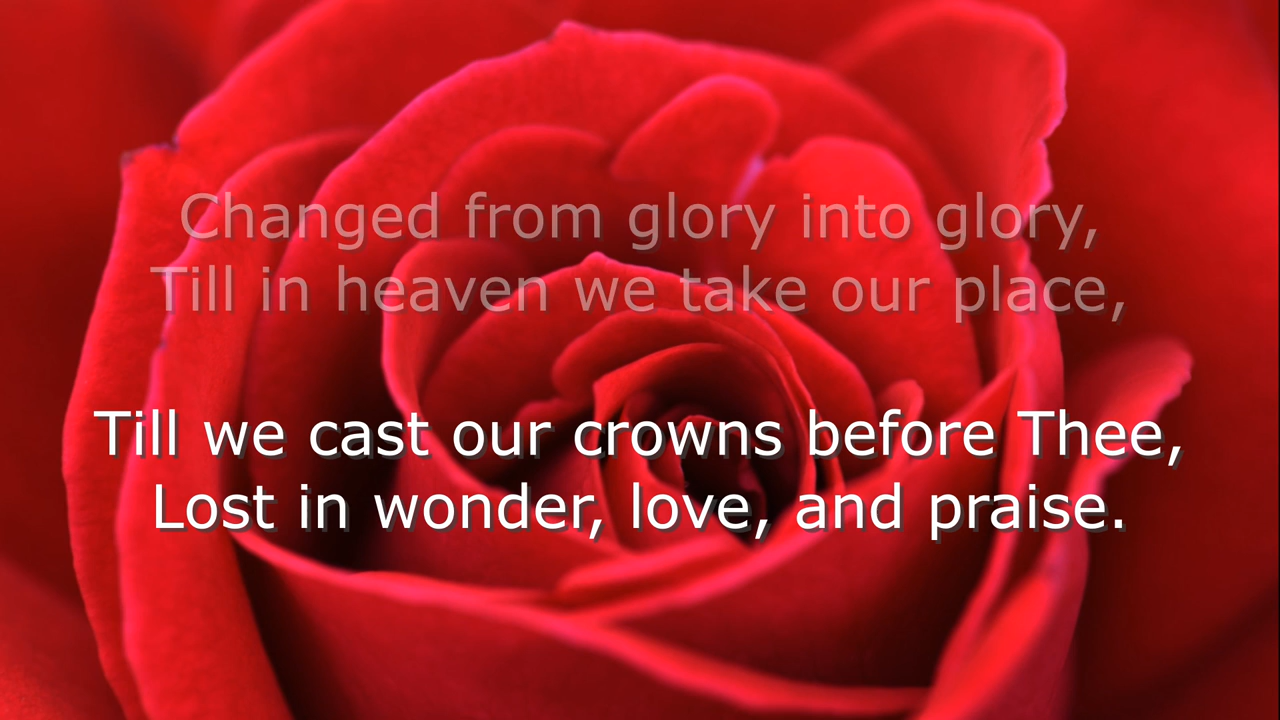 Changed from glory into glory,
Till in heaven we take our place,
Till we cast our crowns before Thee,
Lost in wonder, love, and praise.